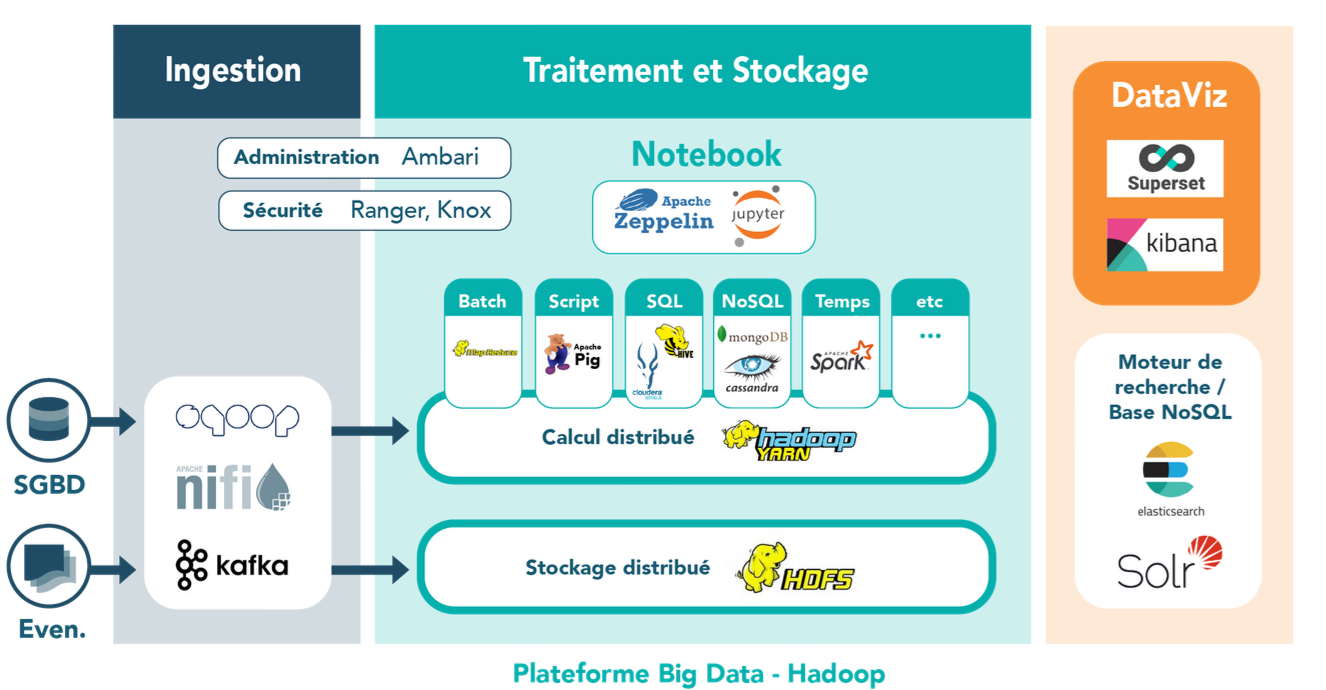 Ingestion
Traitement et Stockage
DataViz
Administration Ambari
Sécurité Ranger, Knox
Notebook
Apache
Zeppelin
jupyter
Superset
kibana
Batch
Script
SQL
NoSQL
Temps
etc
...
MapReduce
Apache
Pig
HIVE
cloudera
IMPALA
mongoDB
cassandra
APACHE
Spark
Moteur de
recherche /
Base NoSQL
elasticsearch
Solr
SGBD
Even.
sqoop
APACHE
nifi
kafka
Calcul distribué
hadoop
YARN
Stockage distribué
HDFS
Plateforme Big Data - Hadoop